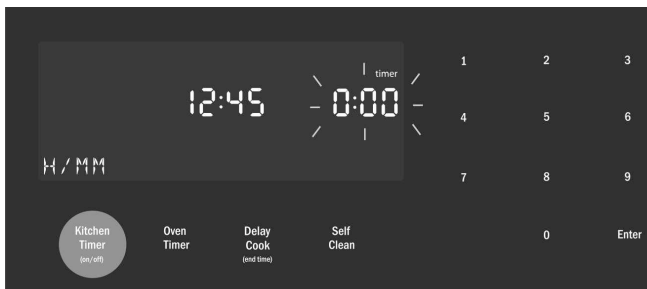 timer
12:45
0:00
H/MM
1 2 3
4 5 6
7 8 9
0 Enter
Kitchen
Timer
(on/off)
Oven
Timer
Delay
Cook
(end time)
Self
Clean